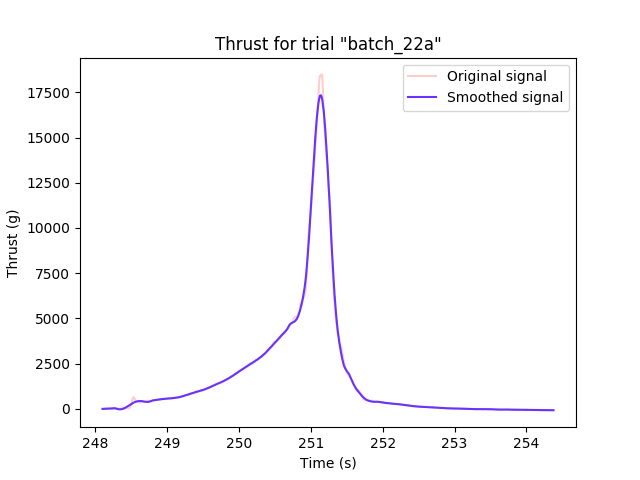 Thrust for trial "batch_22a"
Original signal
Smoothed signal
17500
15000
12500
10000
7500
5000
2500
0
Thrust (g)
248 249 250 251 252 253 254
Time (s)